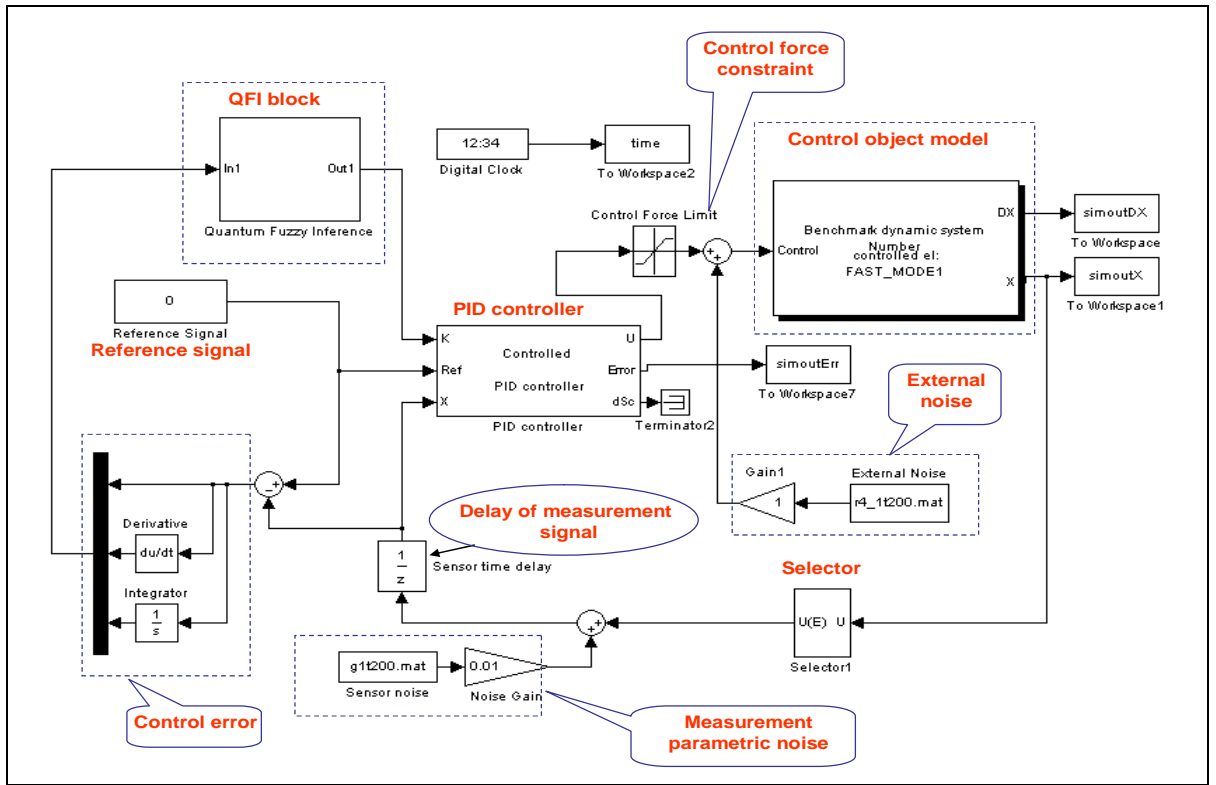 Control force
constraint
QFI block
In1
Out1
Quantum Fuzzy Inference
12:34
Digital Clock
time
To Workspace2
Control object model
Control Force Limit
Control
Benchmark dynamic system
Number
controlled el:
FAST_MODE1
DX
X
simoutDX
To Workspace
simoutX
To Workspace1
0
Reference Signal
Reference signal
PID controller
K
Ref
X
Controlled
PID controller
U
Error
dSc
PID controller
simoutErr
To Workspace7
Terminator2
External
noise
Gain1
1
External Noise
r4_1t200.mat
Derivative
du/dt
Integrator
1
s
- +
Delay of measurement
signal
1
z
Sensor time delay
Selector
U(E) U
Selector1
+ +
+ +
g1t200.mat
Sensor noise
0.01
Noise Gain
Control error
Measurement
parametric noise